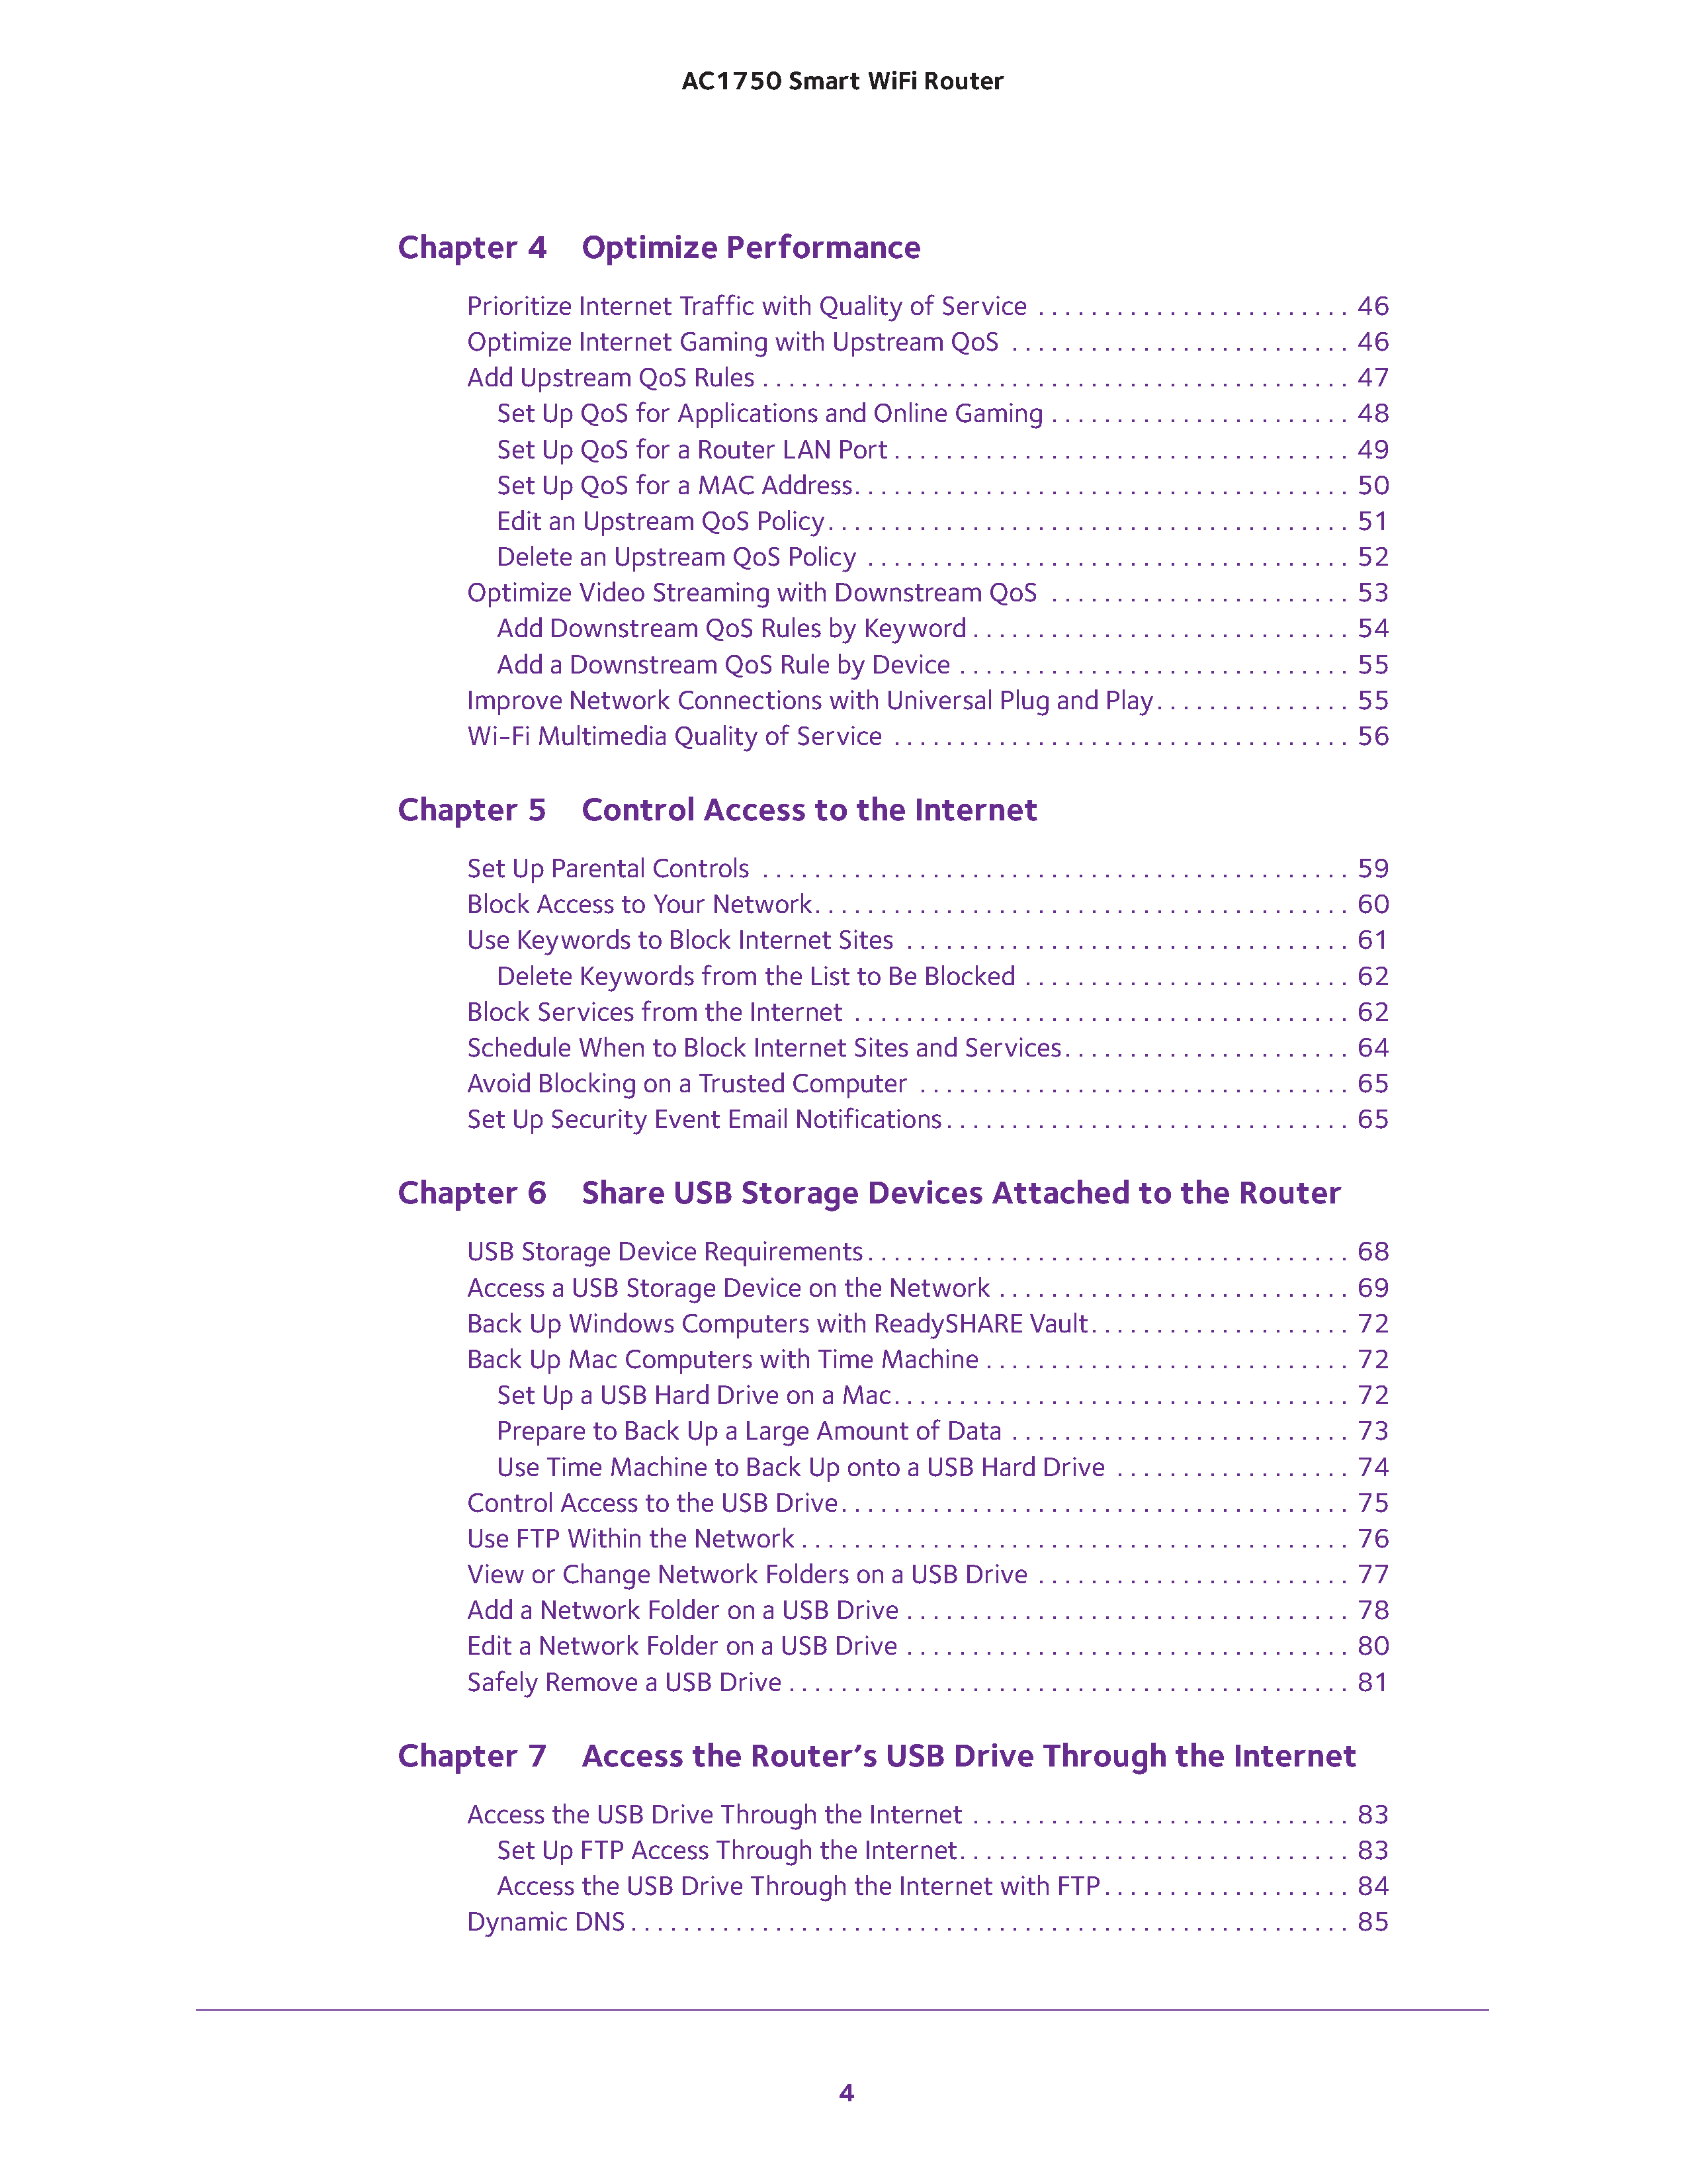 AC1750 Smart WiFi Router
Chapter 4 Optimize Performance
Prioritize Internet Traffic with Quality of Service . . . . . . . . . . . . . . . . . . . . . . . . 46
Optimize Internet Gaming with Upstream QoS . . . . . . . . . . . . . . . . . . . . . . . . . . 46
Add Upstream QoS Rules . . . . . . . . . . . . . . . . . . . . . . . . . . . . . . . . . . . . . . . . . . . . . 47
Set Up QoS for Applications and Online Gaming . . . . . . . . . . . . . . . . . . . . . . . 48
Set Up QoS for a Router LAN Port . . . . . . . . . . . . . . . . . . . . . . . . . . . . . . . . . . . 49
Set Up QoS for a MAC Address. . . . . . . . . . . . . . . . . . . . . . . . . . . . . . . . . . . . . . 50
Edit an Upstream QoS Policy. . . . . . . . . . . . . . . . . . . . . . . . . . . . . . . . . . . . . . . . 51
Delete an Upstream QoS Policy . . . . . . . . . . . . . . . . . . . . . . . . . . . . . . . . . . . . . 52
Optimize Video Streaming with Downstream QoS . . . . . . . . . . . . . . . . . . . . . . . 53
Add Downstream QoS Rules by Keyword . . . . . . . . . . . . . . . . . . . . . . . . . . . . . 54
Add a Downstream QoS Rule by Device . . . . . . . . . . . . . . . . . . . . . . . . . . . . . . 55
Improve Network Connections with Universal Plug and Play. . . . . . . . . . . . . . . 55
Wi-Fi Multimedia Quality of Service . . . . . . . . . . . . . . . . . . . . . . . . . . . . . . . . . . . 56
Chapter 5 Control Access to the Internet
Set Up Parental Controls . . . . . . . . . . . . . . . . . . . . . . . . . . . . . . . . . . . . . . . . . . . . . 59
Block Access to Your Network. . . . . . . . . . . . . . . . . . . . . . . . . . . . . . . . . . . . . . . . . 60
Use Keywords to Block Internet Sites . . . . . . . . . . . . . . . . . . . . . . . . . . . . . . . . . . 61
Delete Keywords from the List to Be Blocked . . . . . . . . . . . . . . . . . . . . . . . . . 62
Block Services from the Internet . . . . . . . . . . . . . . . . . . . . . . . . . . . . . . . . . . . . . . 62
Schedule When to Block Internet Sites and Services. . . . . . . . . . . . . . . . . . . . . . 64
Avoid Blocking on a Trusted Computer . . . . . . . . . . . . . . . . . . . . . . . . . . . . . . . . . 65
Set Up Security Event Email Notifications . . . . . . . . . . . . . . . . . . . . . . . . . . . . . . . 65
Chapter 6 Share USB Storage Devices Attached to the Router
USB Storage Device Requirements . . . . . . . . . . . . . . . . . . . . . . . . . . . . . . . . . . . . . 68
Access a USB Storage Device on the Network . . . . . . . . . . . . . . . . . . . . . . . . . . . 69
Back Up Windows Computers with ReadySHARE Vault. . . . . . . . . . . . . . . . . . . . 72
Back Up Mac Computers with Time Machine . . . . . . . . . . . . . . . . . . . . . . . . . . . . 72
Set Up a USB Hard Drive on a Mac. . . . . . . . . . . . . . . . . . . . . . . . . . . . . . . . . . . 72
Prepare to Back Up a Large Amount of Data . . . . . . . . . . . . . . . . . . . . . . . . . . 73
Use Time Machine to Back Up onto a USB Hard Drive . . . . . . . . . . . . . . . . . . 74
Control Access to the USB Drive. . . . . . . . . . . . . . . . . . . . . . . . . . . . . . . . . . . . . . . 75
Use FTP Within the Network . . . . . . . . . . . . . . . . . . . . . . . . . . . . . . . . . . . . . . . . . . 76
View or Change Network Folders on a USB Drive . . . . . . . . . . . . . . . . . . . . . . . . 77
Add a Network Folder on a USB Drive . . . . . . . . . . . . . . . . . . . . . . . . . . . . . . . . . . 78
Edit a Network Folder on a USB Drive . . . . . . . . . . . . . . . . . . . . . . . . . . . . . . . . . . 80
Safely Remove a USB Drive . . . . . . . . . . . . . . . . . . . . . . . . . . . . . . . . . . . . . . . . . . . 81
Chapter 7 Access the Router’s USB Drive Through the Internet
Access the USB Drive Through the Internet . . . . . . . . . . . . . . . . . . . . . . . . . . . . . 83
Set Up FTP Access Through the Internet. . . . . . . . . . . . . . . . . . . . . . . . . . . . . . 83
Access the USB Drive Through the Internet with FTP . . . . . . . . . . . . . . . . . . . 84
Dynamic DNS . . . . . . . . . . . . . . . . . . . . . . . . . . . . . . . . . . . . . . . . . . . . . . . . . . . . . . . 85
4